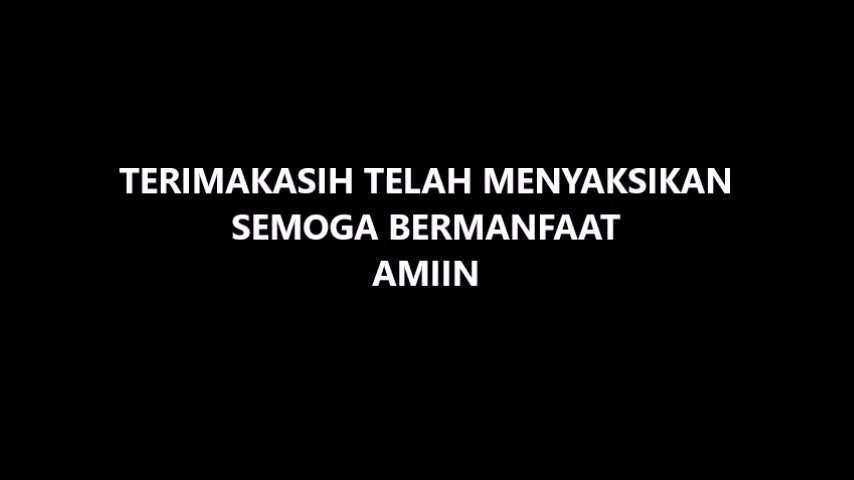 TERIMAKASIH TELAH MENYAKSIKAN
SEMOGA BERMANFAAT
AMIIN